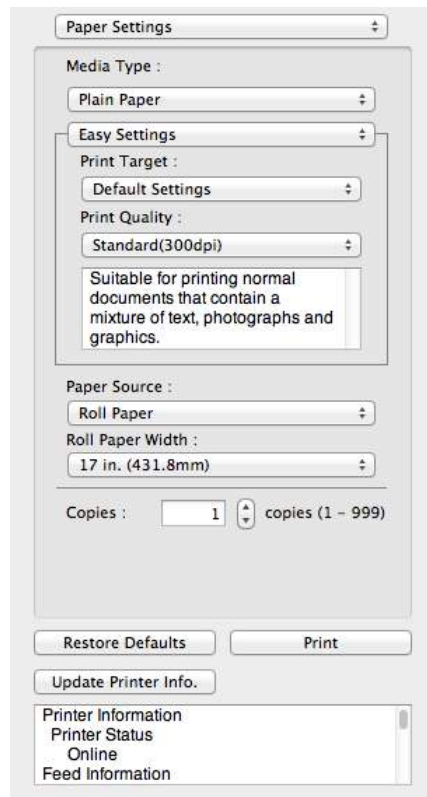 Paper Settings
Media Type :
Plain Paper
Easy Settings
Print Target :
Default Settings
Print Quality :
Standard(300dpi)
Suitable for printing normal
documents that contain a
mixture of text, photographs and
graphics.
Paper Source :
Roll Paper
Roll Paper Width :
17 in. (431.8mm)
Copies : 1 copies (1 – 999)
Restore Defaults Print
Update Printer Info.
Printer Information
Printer Status
Online
Feed Information